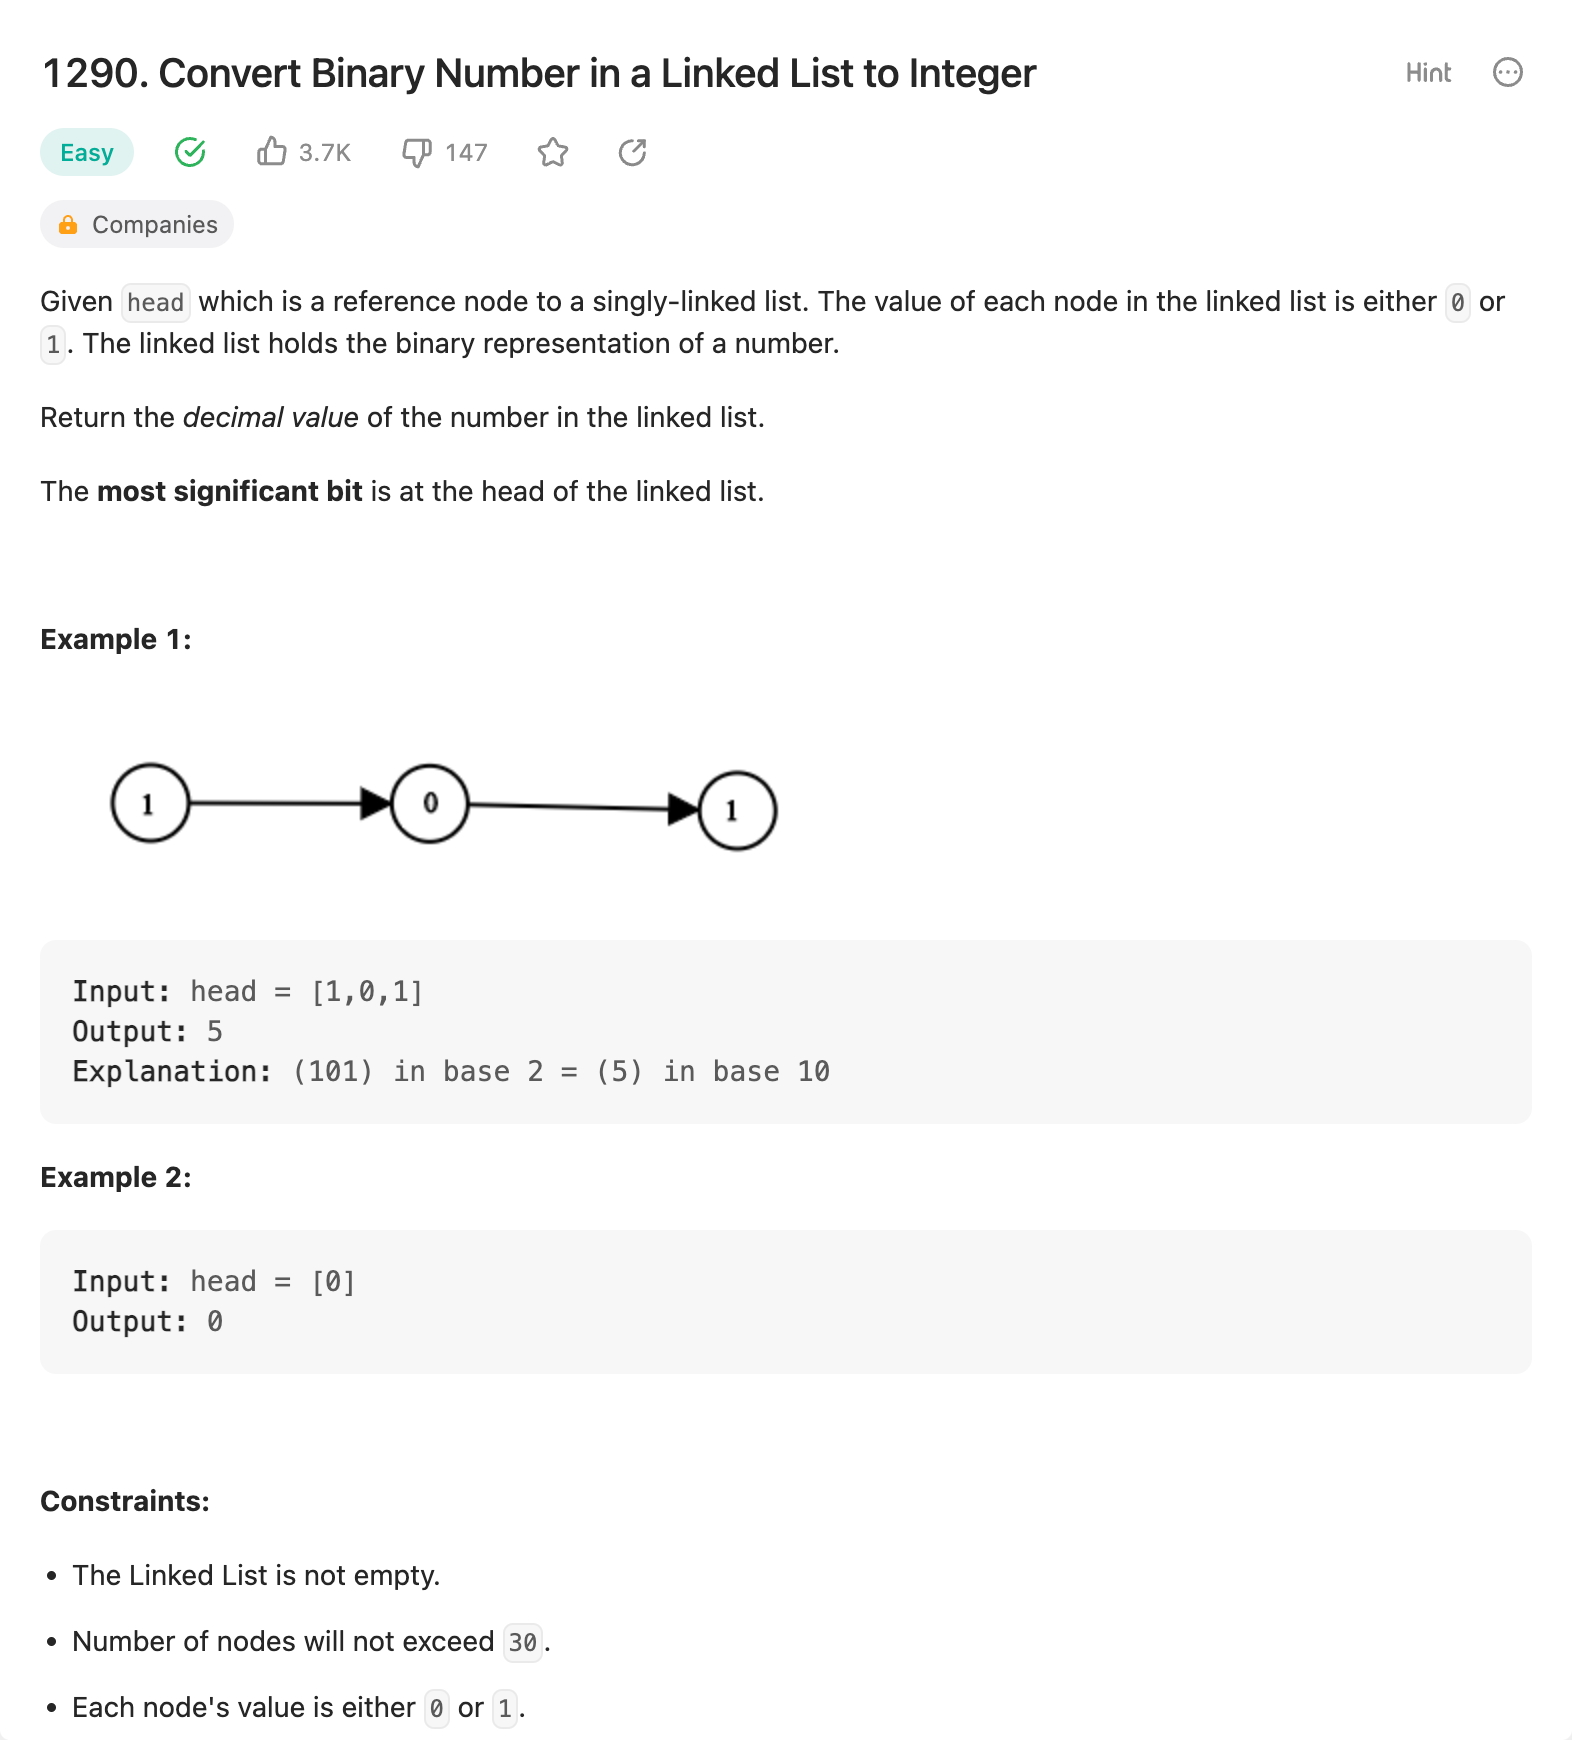 1290. Convert Binary Number in a Linked List to Integer
Hint
Easy 3.7K 147
Companies
Given head which is a reference node to a singly-linked list. The value of each node in the linked list is either 0 or
1. The linked list holds the binary representation of a number.
Return the decimal value of the number in the linked list.
The most significant bit is at the head of the linked list.
Example 1:
1 0 1
Input: head = [1,0,1]
Output: 5
Explanation: (101) in base 2 = (5) in base 10
Example 2:
Input: head = [0]
Output: 0
Constraints:
• The Linked List is not empty.
• Number of nodes will not exceed 30.
• Each node's value is either 0 or 1.